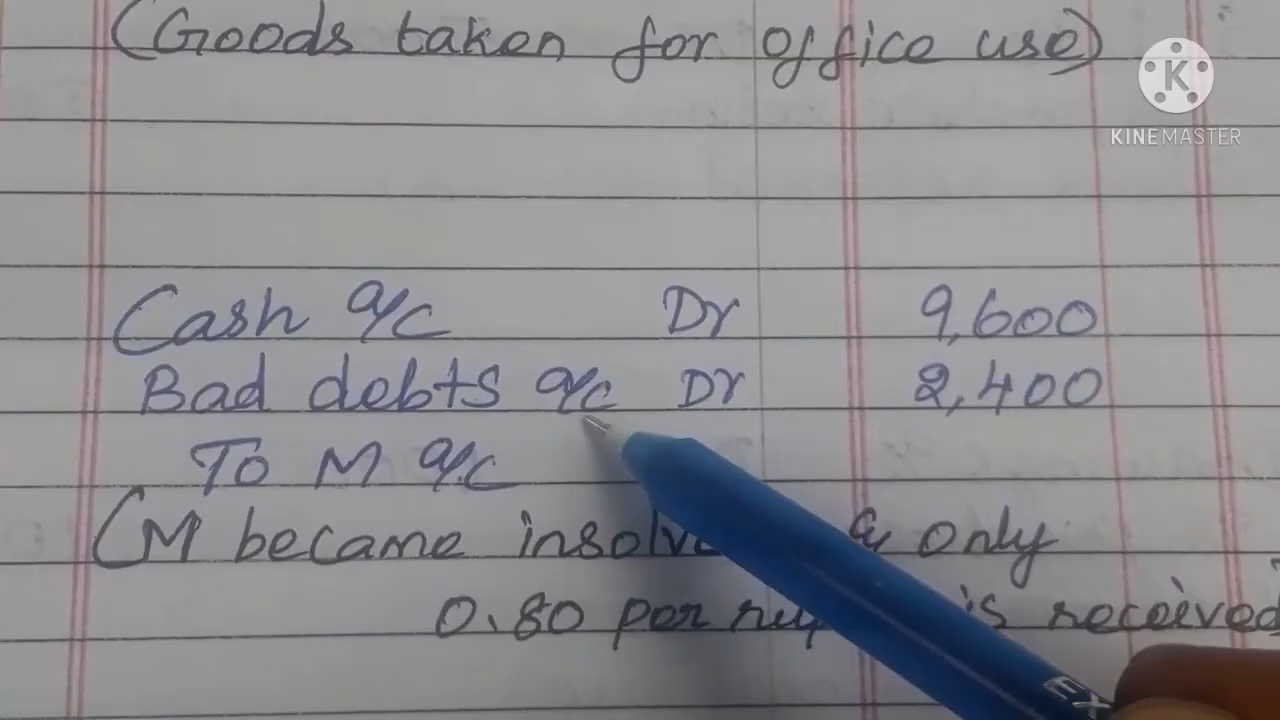 (Goods taken for office use)
KINEMASTER
Cash a/c Dr 9,600
Bad debts a/c Dr 2,400
To M a/c
(M became & only
0.80 per is received